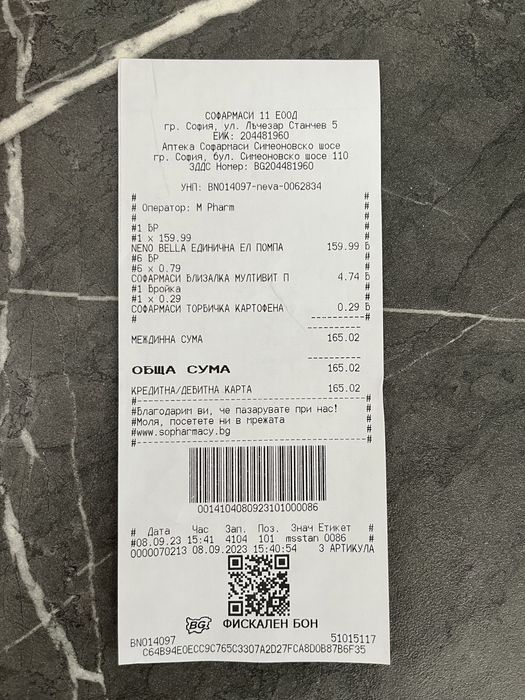 СОФАРМАСИ 11 ЕООД
гр. София, ул. Лъчезар Станчев 5
ЕИК: 204481960
Аптека Софармаси Симеоновско шосе
гр. София, бул. Симеоновско шосе 110
ЗДДС Номер: BG204481960
УНП: BN014097-neva-0062834
# #
# Оператор: M Pharm #
# #
#1 БР #
#1 x 159.99 #
NENO BELLA ЕДИНИЧНА ЕЛ ПОМПА 159.99 Б
#6 БР #
#6 x 0.79 #
СОФАРМАСИ БЛИЗАЛКА МУЛТИВИТ П 4.74 Б
#1 Бройка #
#1 x 0.29 #
СОФАРМАСИ ТОРБИЧКА КАРТОФЕНА 0.29 Б
# ----------#
----------
МЕЖДИННА СУМА 165.02
----------
ОБЩА СУМА 165.02
КРЕДИТНА/ДЕБИТНА КАРТА 165.02
#----------------------------------#
#Благодарим ви, че пазарувате при нас! #
#Моля, посетете ни в мрежата #
#www.sopharmacy.bg #
#----------------------------------#
0014104080923101000086
# Дата Час Зап. Поз. Знач Етикет #
#08.09.23 15:41 4104 101 msstan 0086 #
0000070213 08.09.2023 15:40:54 3 АРТИКУЛА
BG ФИСКАЛЕН БОН
BN014097 51015117
C64B94E0ECC9C765C3307A2D27FCA8D0B87B6F35